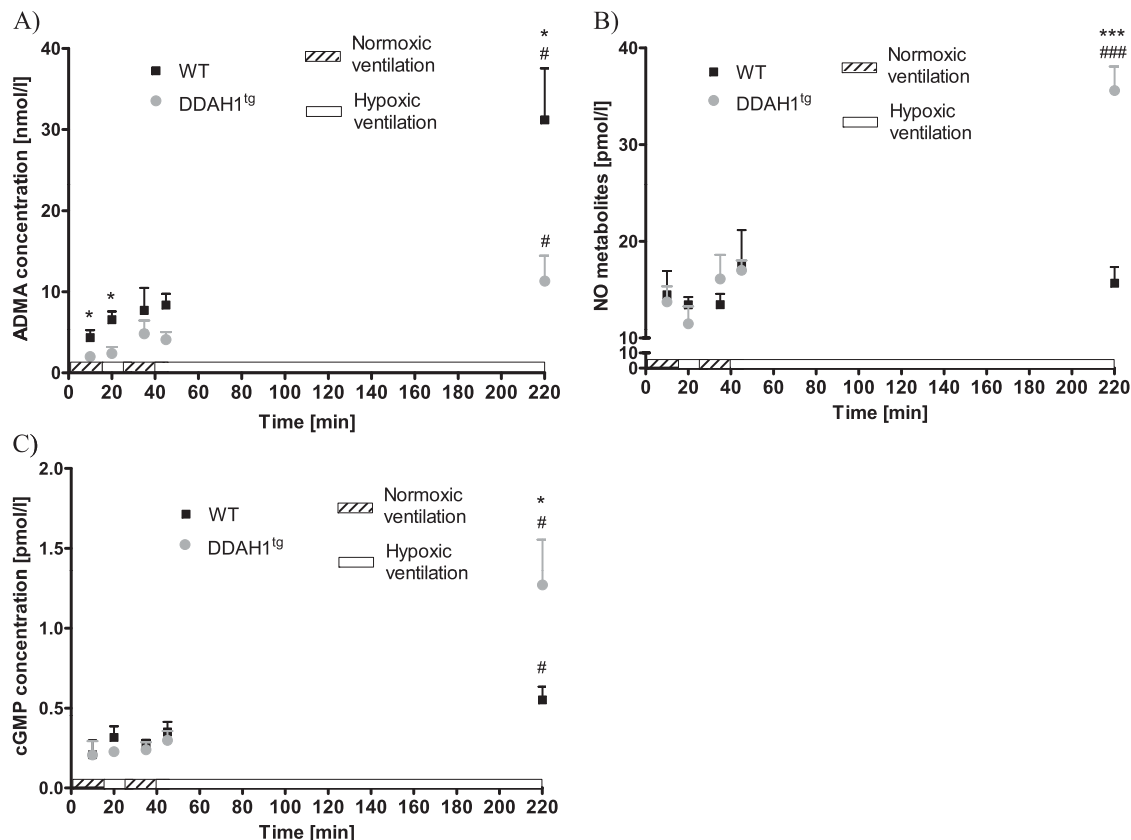 A)
*
#
40
WT
DDAH1tg
Normoxic
ventilation
Hypoxic
ventilation
30
20
#
10
*
*
0
ADMA concentration [nmol/l]
0 20 40 60 80 100 120 140 160 180 200 220
Time [min]
B)
***
###
40
WT
DDAH1tg
Normoxic
ventilation
Hypoxic
ventilation
30
20
10
10
0
NO metabolites [pmol/l]
0 20 40 60 80 100 120 140 160 180 200 220
Time [min]
C)
2.0
WT
DDAH1tg
Normoxic
ventilation
Hypoxic
ventilation
*
#
1.5
1.0
#
0.5
0.0
cGMP concentration [pmol/l]
0 20 40 60 80 100 120 140 160 180 200 220
Time [min]